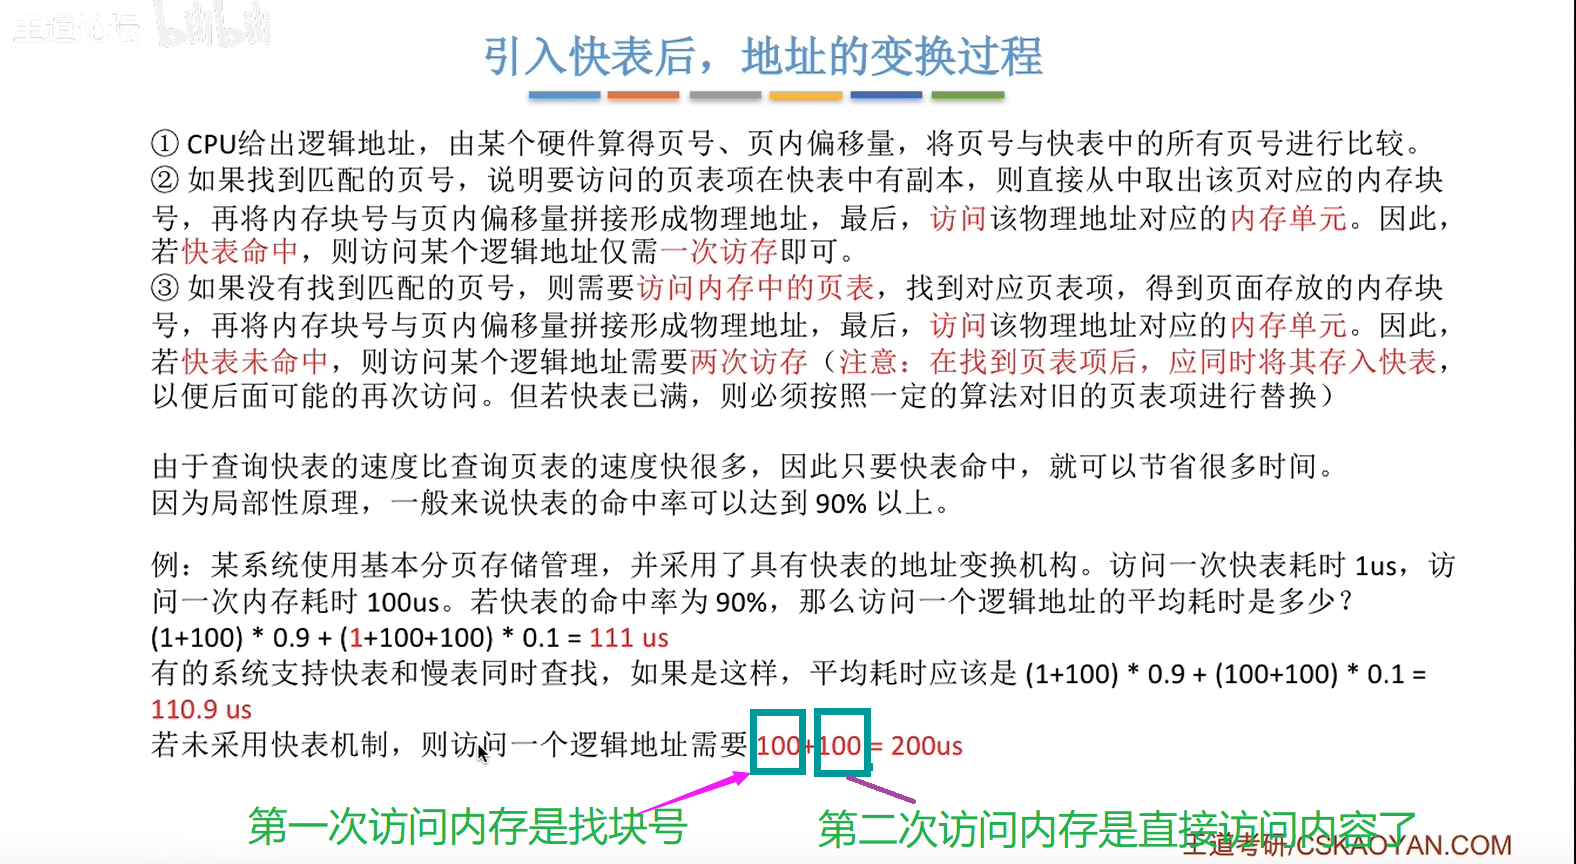 王道论坛 bilibili
引入快表后，地址的变换过程
① CPU给出逻辑地址，由某个硬件算得页号、页内偏移量，将页号与快表中的所有页号进行比较。
② 如果找到匹配的页号，说明要访问的页表项在快表中有副本，则直接从中取出该页对应的内存块
号，再将内存块号与页内偏移量拼接形成物理地址，最后，访问该物理地址对应的内存单元。因此，
若快表命中，则访问某个逻辑地址仅需一次访存即可。
③ 如果没有找到匹配的页号，则需要访问内存中的页表，找到对应页表项，得到页面存放的内存块
号，再将内存块号与页内偏移量拼接形成物理地址，最后，访问该物理地址对应的内存单元。因此，
若快表未命中，则访问某个逻辑地址需要两次访存（注意：在找到页表项后，应同时将其存入快表，
以便后面可能的再次访问。但若快表已满，则必须按照一定的算法对旧的页表项进行替换）
由于查询快表的速度比查询页表的速度快很多，因此只要快表命中，就可以节省很多时间。
因为局部性原理，一般来说快表的命中率可以达到 90% 以上。
例：某系统使用基本分页存储管理，并采用了具有快表的地址变换机构。访问一次快表耗时 1us，访
问一次内存耗时 100us。若快表的命中率为 90%，那么访问一个逻辑地址的平均耗时是多少？
(1+100) * 0.9 + (1+100+100) * 0.1 = 111 us
有的系统支持快表和慢表同时查找，如果是这样，平均耗时应该是 (1+100) * 0.9 + (100+100) * 0.1 =
110.9 us
若未采用快表机制，则访问一个逻辑地址需要 100+100 = 200us
第一次访问内存是找块号
第二次访问内存是直接访问内容了
王道考研/CSKAOYAN.COM